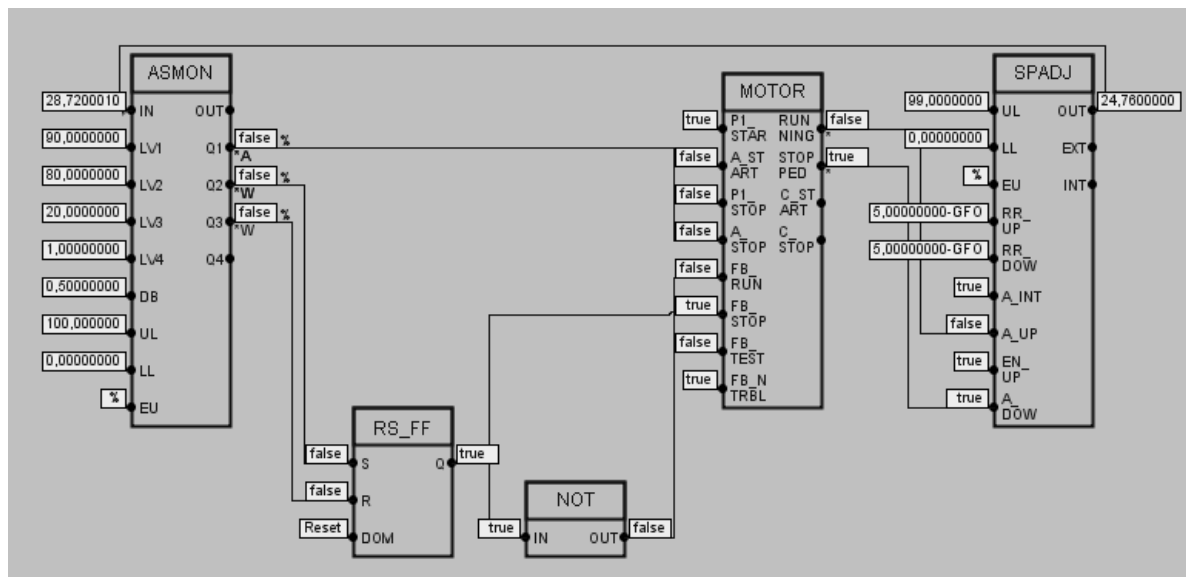 ASMON
28,7200010 IN OUT
90,0000000 LV1 Q1 false %
*A
80,0000000 LV2 Q2 false %
*W
20,0000000 LV3 Q3 false %
*W
1,00000000 LV4 Q4
0,50000000 DB
100,000000 UL
0,00000000 LL
% EU
RS_FF
false S Q true
false R
Reset DOM
NOT
true IN OUT false
MOTOR
true P1_ RUN false
STAR NING *
false A_ST STOP true
ART PED *
false P1_ C_ST
STOP ART
false A_ C_
STOP STOP
false FB_
RUN
true FB_
STOP
false FB_
TEST
true FB_N
TRBL
SPADJ
99,0000000 UL OUT 24,7600000
0,00000000 LL EXT
% EU INT
5,00000000-GFO RR_
UP
5,00000000-GFO RR_
DOW
true A_INT
false A_UP
true EN_
UP
true A_
DOW